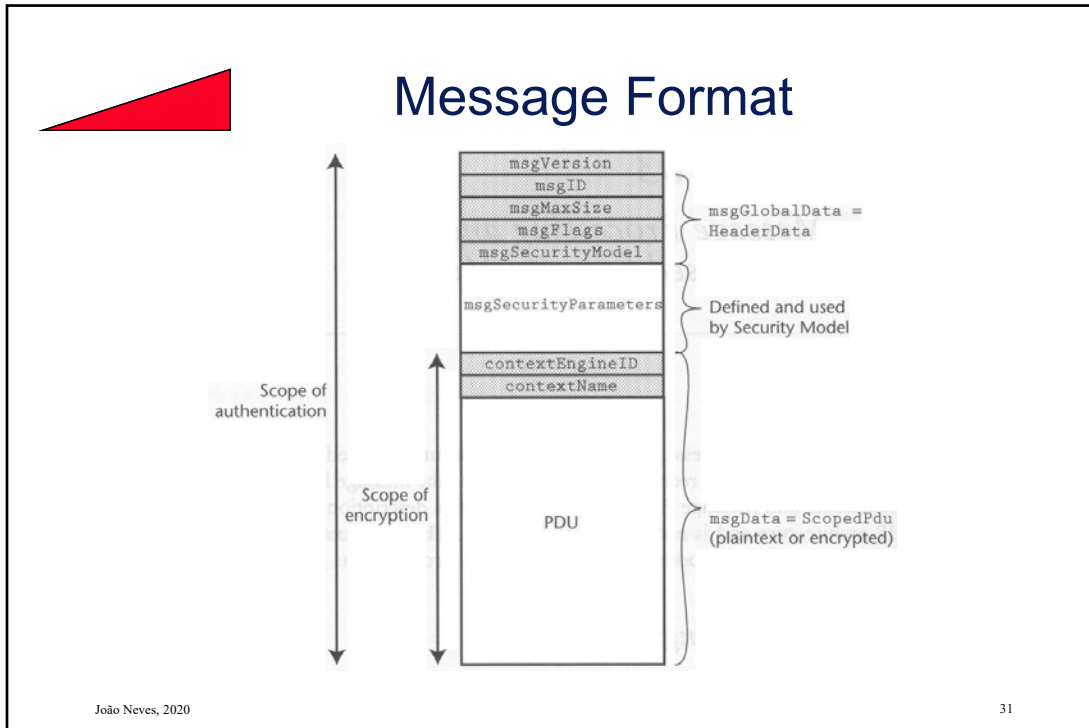 Message Format
msgVersion
msgID
msgMaxSize
msgFlags
msgSecurityModel
msgGlobalData =
HeaderData
msgSecurityParameters
Defined and used
by Security Model
contextEngineID
contextName
Scope of
authentication
Scope of
encryption
PDU
msgData = ScopedPdu
(plaintext or encrypted)
João Neves, 2020
31